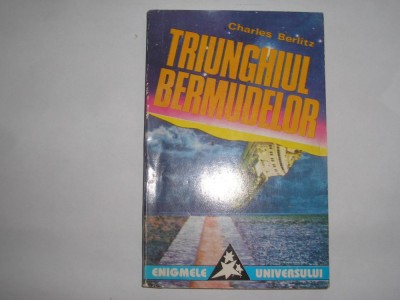 Charles Berlitz
TRIUNGHIUL
BERMUDELOR
ENIGMELE UNIVERSULUI